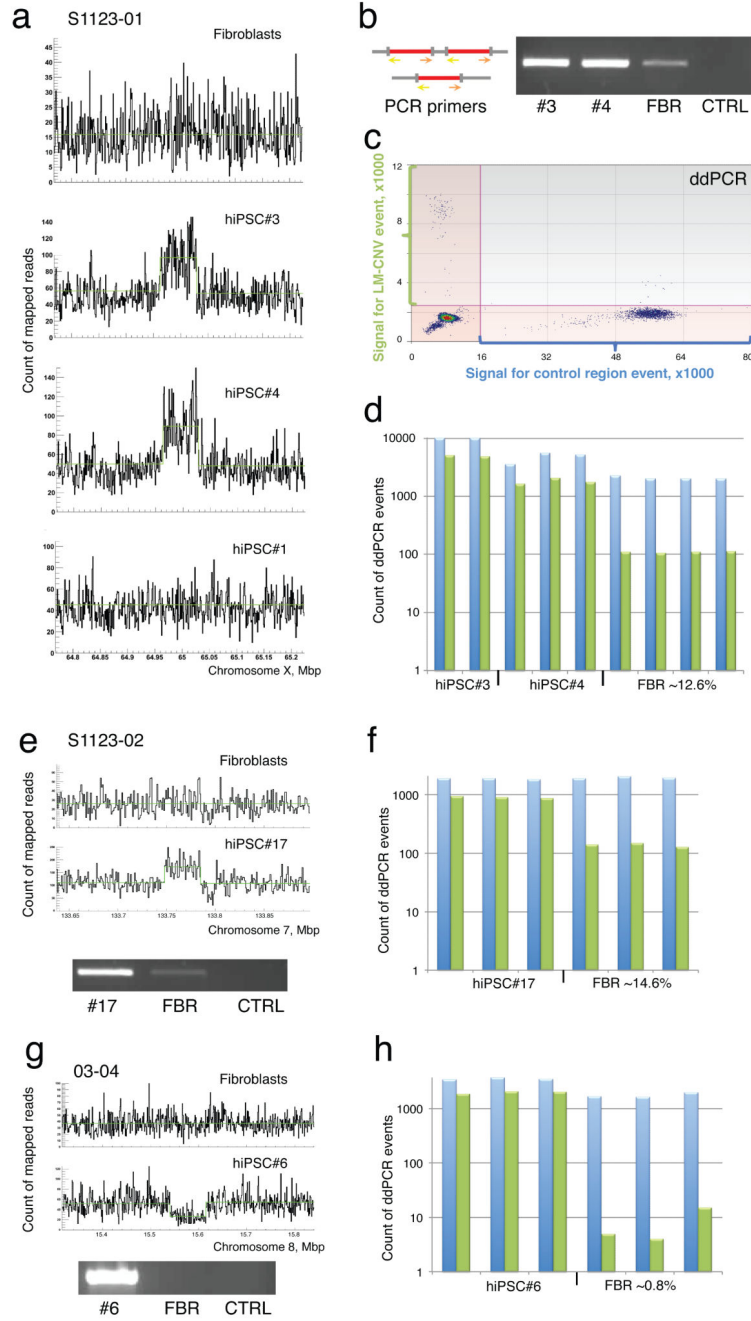 a
S1123-01
Fibroblasts
45
40
35
30
25
20
15
10
5
0
hiPSC#3
140
120
100
80
60
40
20
0
Count of mapped reads
hiPSC#4
140
120
100
80
60
40
20
0
hiPSC#1
100
80
60
40
20
0
64.8 64.85 64.9 64.95 65 65.05 65.1 65.15 65.2
Chromosome X, Mbp
b
PCR primers
#3 #4 FBR CTRL
c
ddPCR
Signal for LM-CNV event, x1000
12
8
4
2
0
0 16 32 48 64 80
Signal for control region event, x1000
d
Count of ddPCR events
10000
1000
100
10
1
hiPSC#3 hiPSC#4 FBR ~12.6%
e
S1123-02
Fibroblasts
hiPSC#17
Count of mapped reads
133.65 133.7 133.75 133.8 133.85
Chromosome 7, Mbp
#17 FBR CTRL
f
Count of ddPCR events
1000
100
10
1
hiPSC#17 FBR ~14.6%
g
03-04
Fibroblasts
hiPSC#6
Count of mapped reads
15.4 15.5 15.6 15.7 15.8
Chromosome 8, Mbp
#6 FBR CTRL
h
Count of ddPCR events
1000
100
10
1
hiPSC#6 FBR ~0.8%